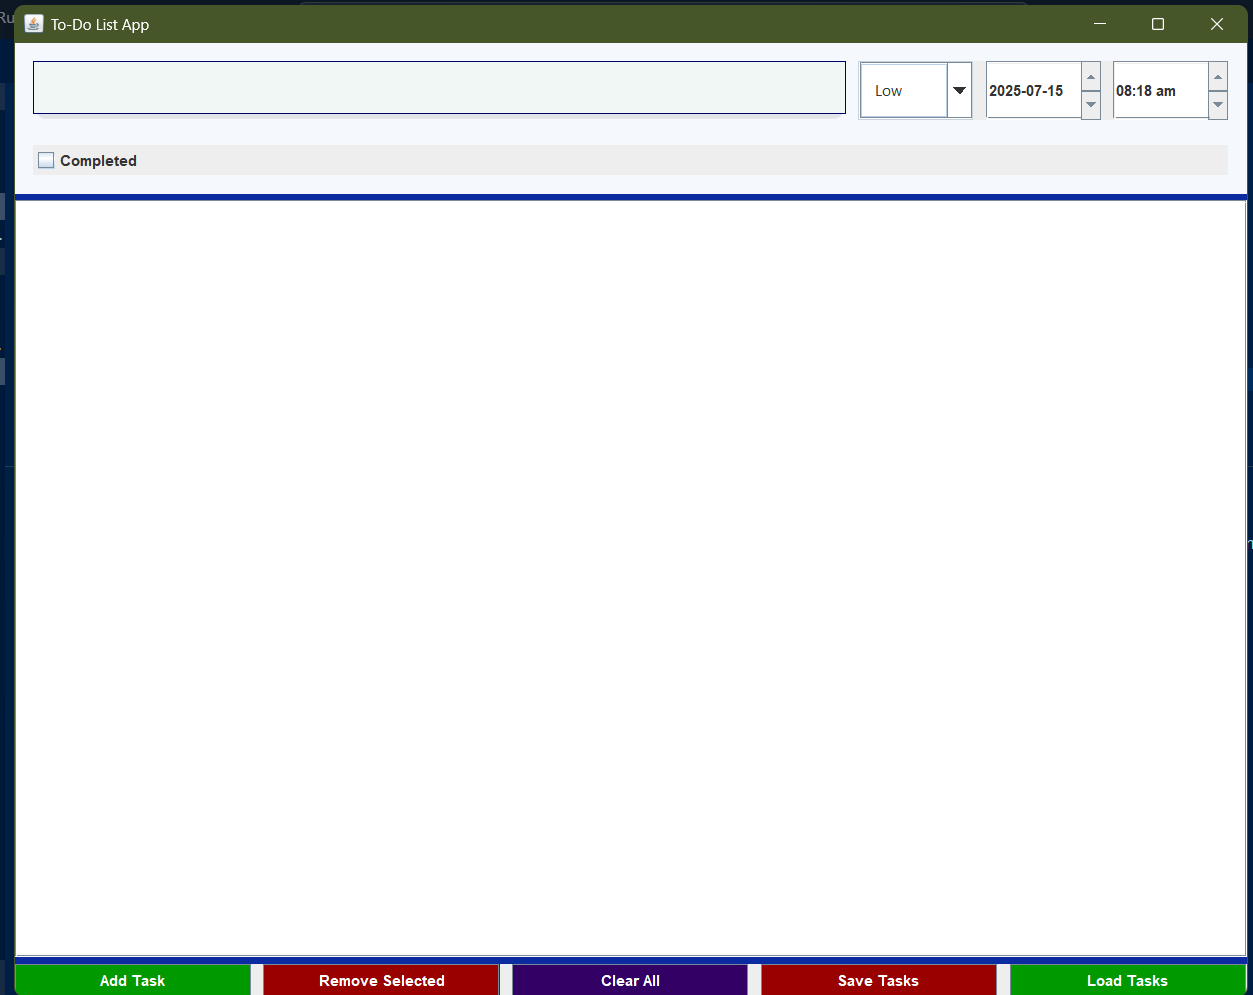 Ru
To-Do List App
Low
2025-07-15
08:18 am
Completed
Add Task
Remove Selected
Clear All
Save Tasks
Load Tasks